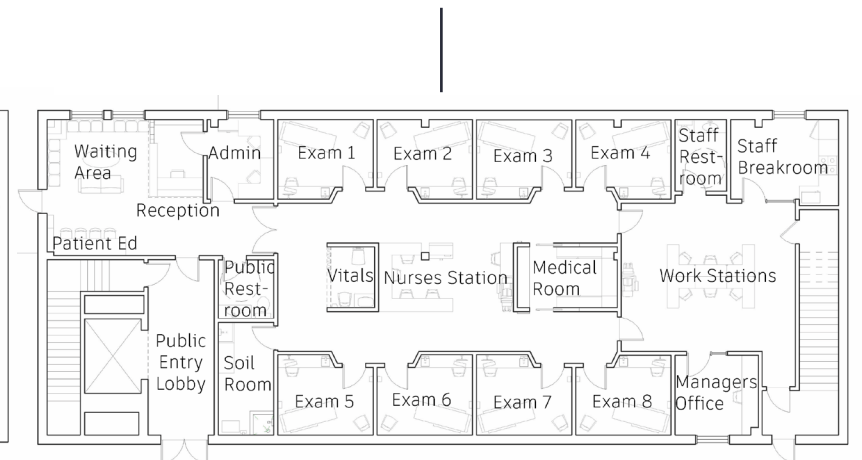 Waiting
Area
Admin
Exam 1
Exam 2
Exam 3
Exam 4
Staff
Rest-
room
Staff
Breakroom
Reception
Patient Ed
Public
Rest-
room
Vitals
Nurses Station
Medical
Room
Work Stations
Public
Entry
Lobby
Soil
Room
Exam 5
Exam 6
Exam 7
Exam 8
Managers
Office